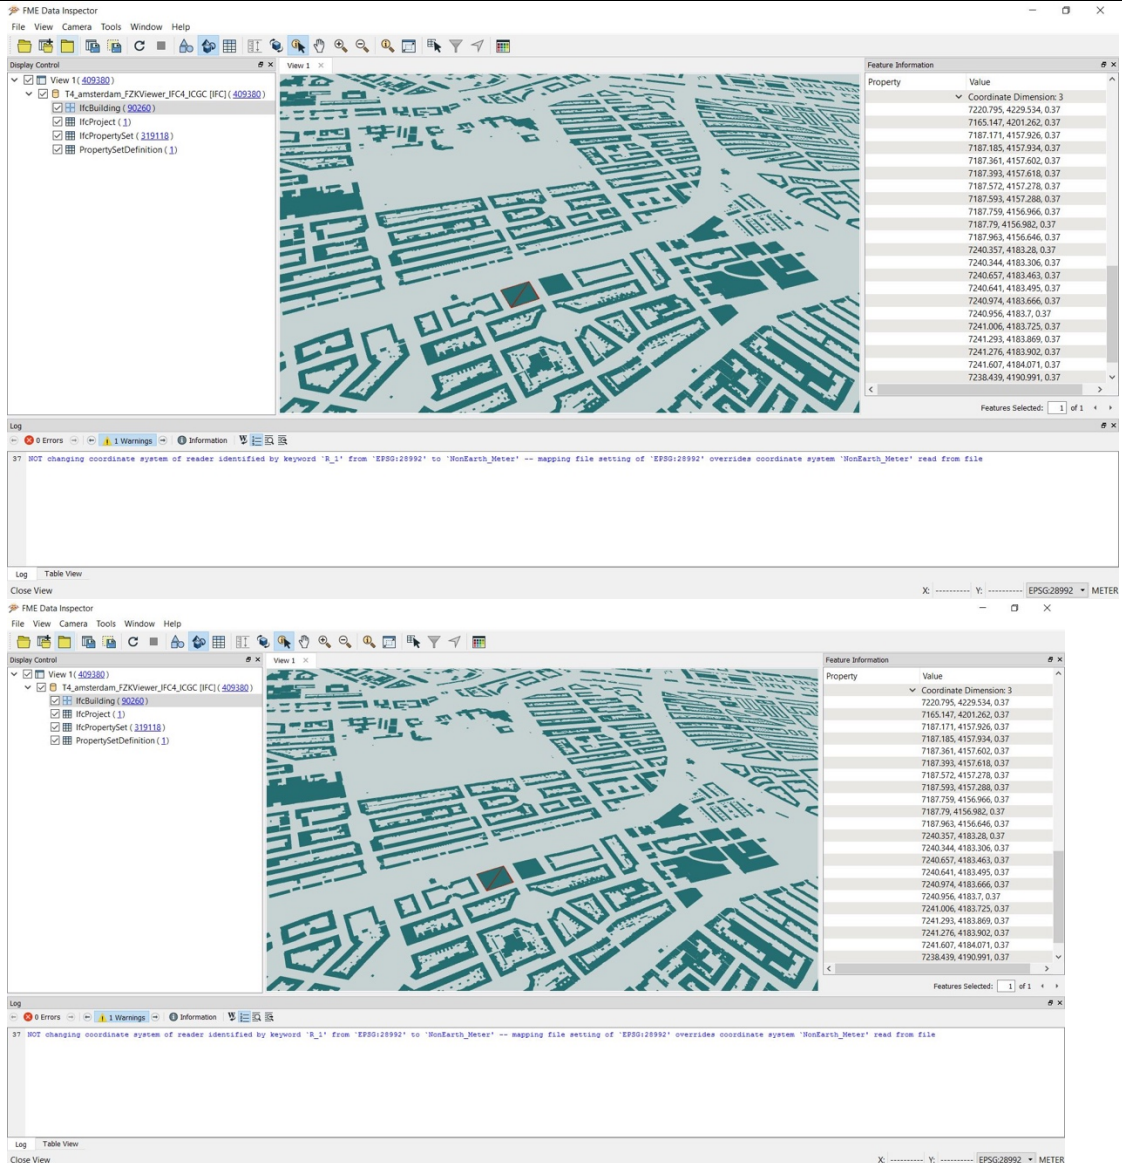 FME Data Inspector
File View Camera Tools Window Help
Display Control
View 1
Feature Information
View 1 ( 409380 )
T4_amsterdam_FZKViewer_IFC4_ICGC [IFC] ( 409380 )
IfcBuilding ( 90260 )
IfcProject ( 1 )
IfcPropertySet ( 319118 )
PropertySetDefinition ( 1 )
Property Value
Coordinate Dimension: 3
7220.795, 4229.534, 0.37
7165.147, 4201.262, 0.37
7187.171, 4157.926, 0.37
7187.185, 4157.934, 0.37
7187.361, 4157.602, 0.37
7187.393, 4157.618, 0.37
7187.572, 4157.278, 0.37
7187.593, 4157.288, 0.37
7187.759, 4156.966, 0.37
7187.79, 4156.982, 0.37
7187.963, 4156.646, 0.37
7240.357, 4183.28, 0.37
7240.344, 4183.306, 0.37
7240.657, 4183.463, 0.37
7240.641, 4183.495, 0.37
7240.974, 4183.666, 0.37
7240.956, 4183.7, 0.37
7241.006, 4183.725, 0.37
7241.293, 4183.869, 0.37
7241.276, 4183.902, 0.37
7241.607, 4184.071, 0.37
7238.439, 4190.991, 0.37
Features Selected: 1 of 1
Log
0 Errors 1 Warnings Information
37 NOT changing coordinate system of reader identified by keyword `R_1' from `EPSG:28992' to `NonEarth_Meter' -- mapping file setting of `EPSG:28992' overrides coordinate system `NonEarth_Meter' read from file
Log Table View
Close View
X: ---------- Y: ---------- EPSG:28992 METER
FME Data Inspector
File View Camera Tools Window Help
Display Control
View 1
Feature Information
View 1 ( 409380 )
T4_amsterdam_FZKViewer_IFC4_ICGC [IFC] ( 409380 )
IfcBuilding ( 90260 )
IfcProject ( 1 )
IfcPropertySet ( 319118 )
PropertySetDefinition ( 1 )
Property Value
Coordinate Dimension: 3
7220.795, 4229.534, 0.37
7165.147, 4201.262, 0.37
7187.171, 4157.926, 0.37
7187.185, 4157.934, 0.37
7187.361, 4157.602, 0.37
7187.393, 4157.618, 0.37
7187.572, 4157.278, 0.37
7187.593, 4157.288, 0.37
7187.759, 4156.966, 0.37
7187.79, 4156.982, 0.37
7187.963, 4156.646, 0.37
7240.357, 4183.28, 0.37
7240.344, 4183.306, 0.37
7240.657, 4183.463, 0.37
7240.641, 4183.495, 0.37
7240.974, 4183.666, 0.37
7240.956, 4183.7, 0.37
7241.006, 4183.725, 0.37
7241.293, 4183.869, 0.37
7241.276, 4183.902, 0.37
7241.607, 4184.071, 0.37
7238.439, 4190.991, 0.37
Features Selected: 1 of 1
Log
0 Errors 1 Warnings Information
37 NOT changing coordinate system of reader identified by keyword `R_1' from `EPSG:28992' to `NonEarth_Meter' -- mapping file setting of `EPSG:28992' overrides coordinate system `NonEarth_Meter' read from file
Log Table View
Close View
X: ---------- Y: ---------- EPSG:28992 METER